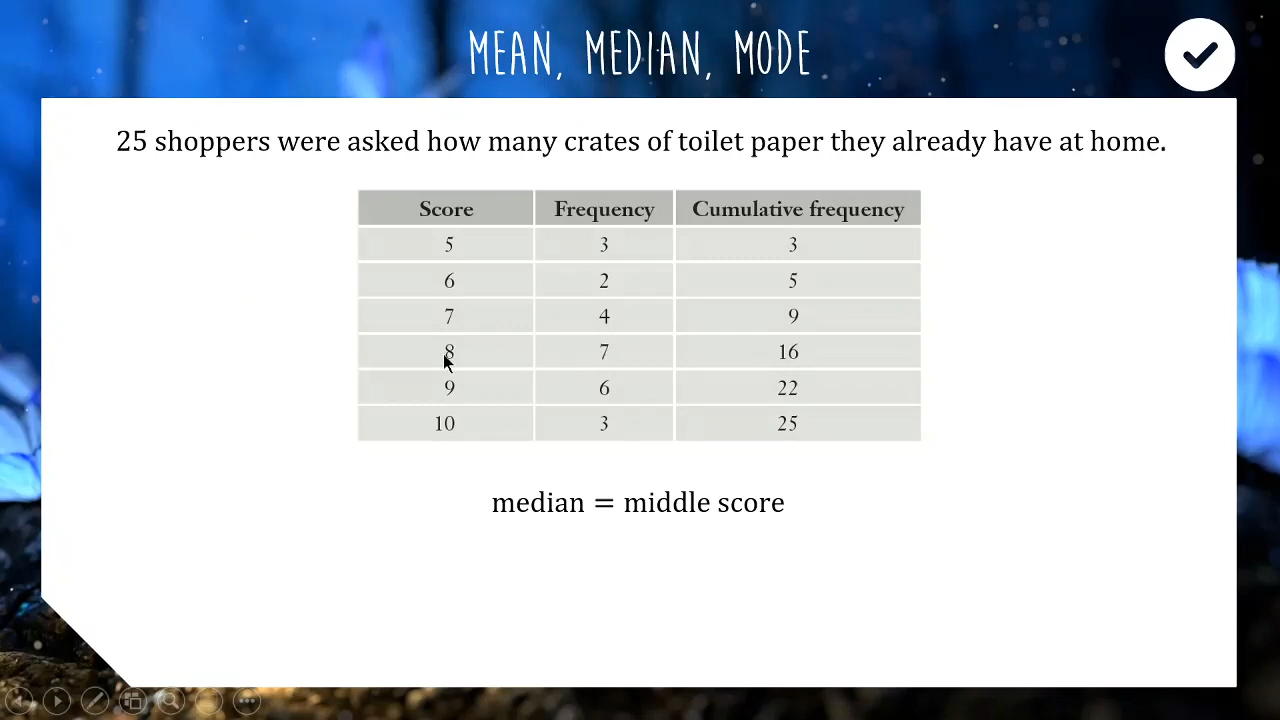 MEAN, MEDIAN, MODE
25 shoppers were asked how many crates of toilet paper they already have at home.
Score Frequency Cumulative frequency
5 3 3
6 2 5
7 4 9
8 7 16
9 6 22
10 3 25
median = middle score